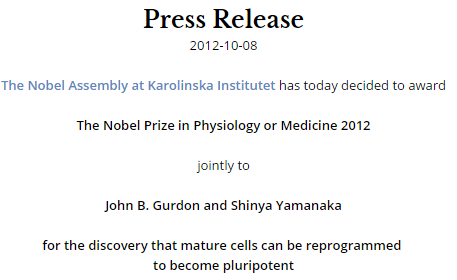 Press Release
2012-10-08
The Nobel Assembly at Karolinska Institutet has today decided to award
The Nobel Prize in Physiology or Medicine 2012
jointly to
John B. Gurdon and Shinya Yamanaka
for the discovery that mature cells can be reprogrammed
to become pluripotent